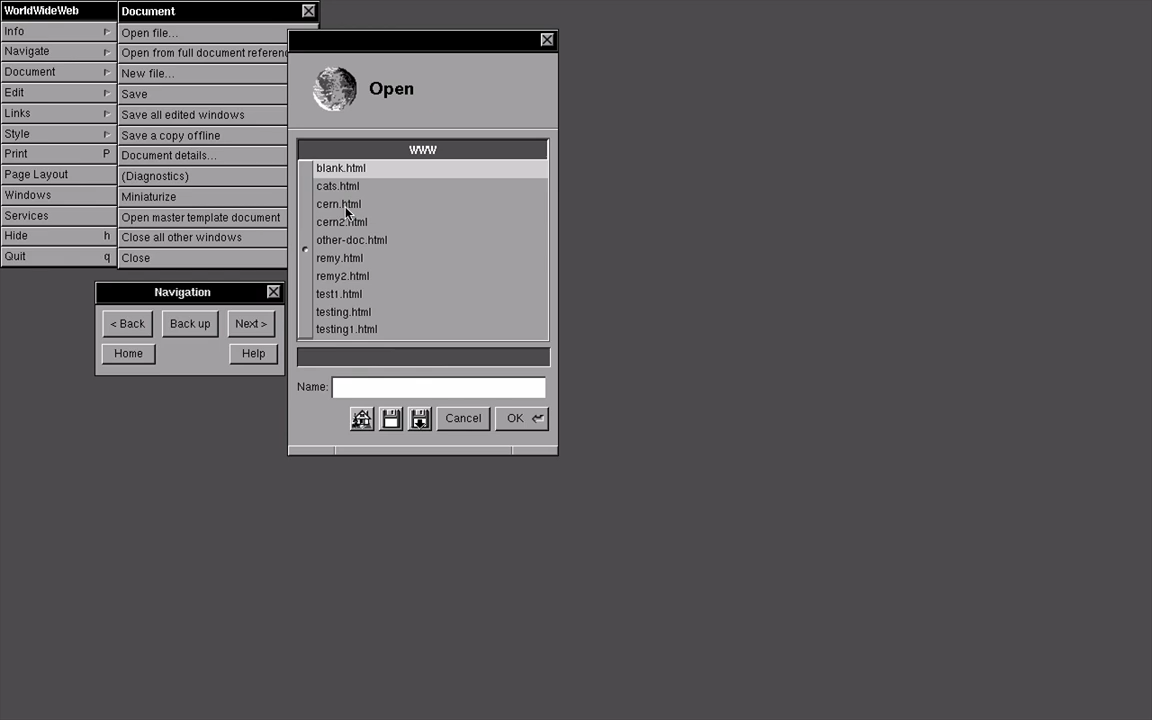 WorldWideWeb
Info
Navigate
Document
Edit
Links
Style
Print P
Page Layout
Windows
Services
Hide h
Quit q
Document
Open file...
Open from full document referenc
New file...
Save
Save all edited windows
Save a copy offline
Document details...
(Diagnostics)
Miniaturize
Open master template document
Close all other windows
Close
Navigation
< Back Back up Next >
Home Help
Open
WWW
blank.html
cats.html
cern.html
cern2.html
other-doc.html
remy.html
remy2.html
test1.html
testing.html
testing1.html
Name:
Cancel OK